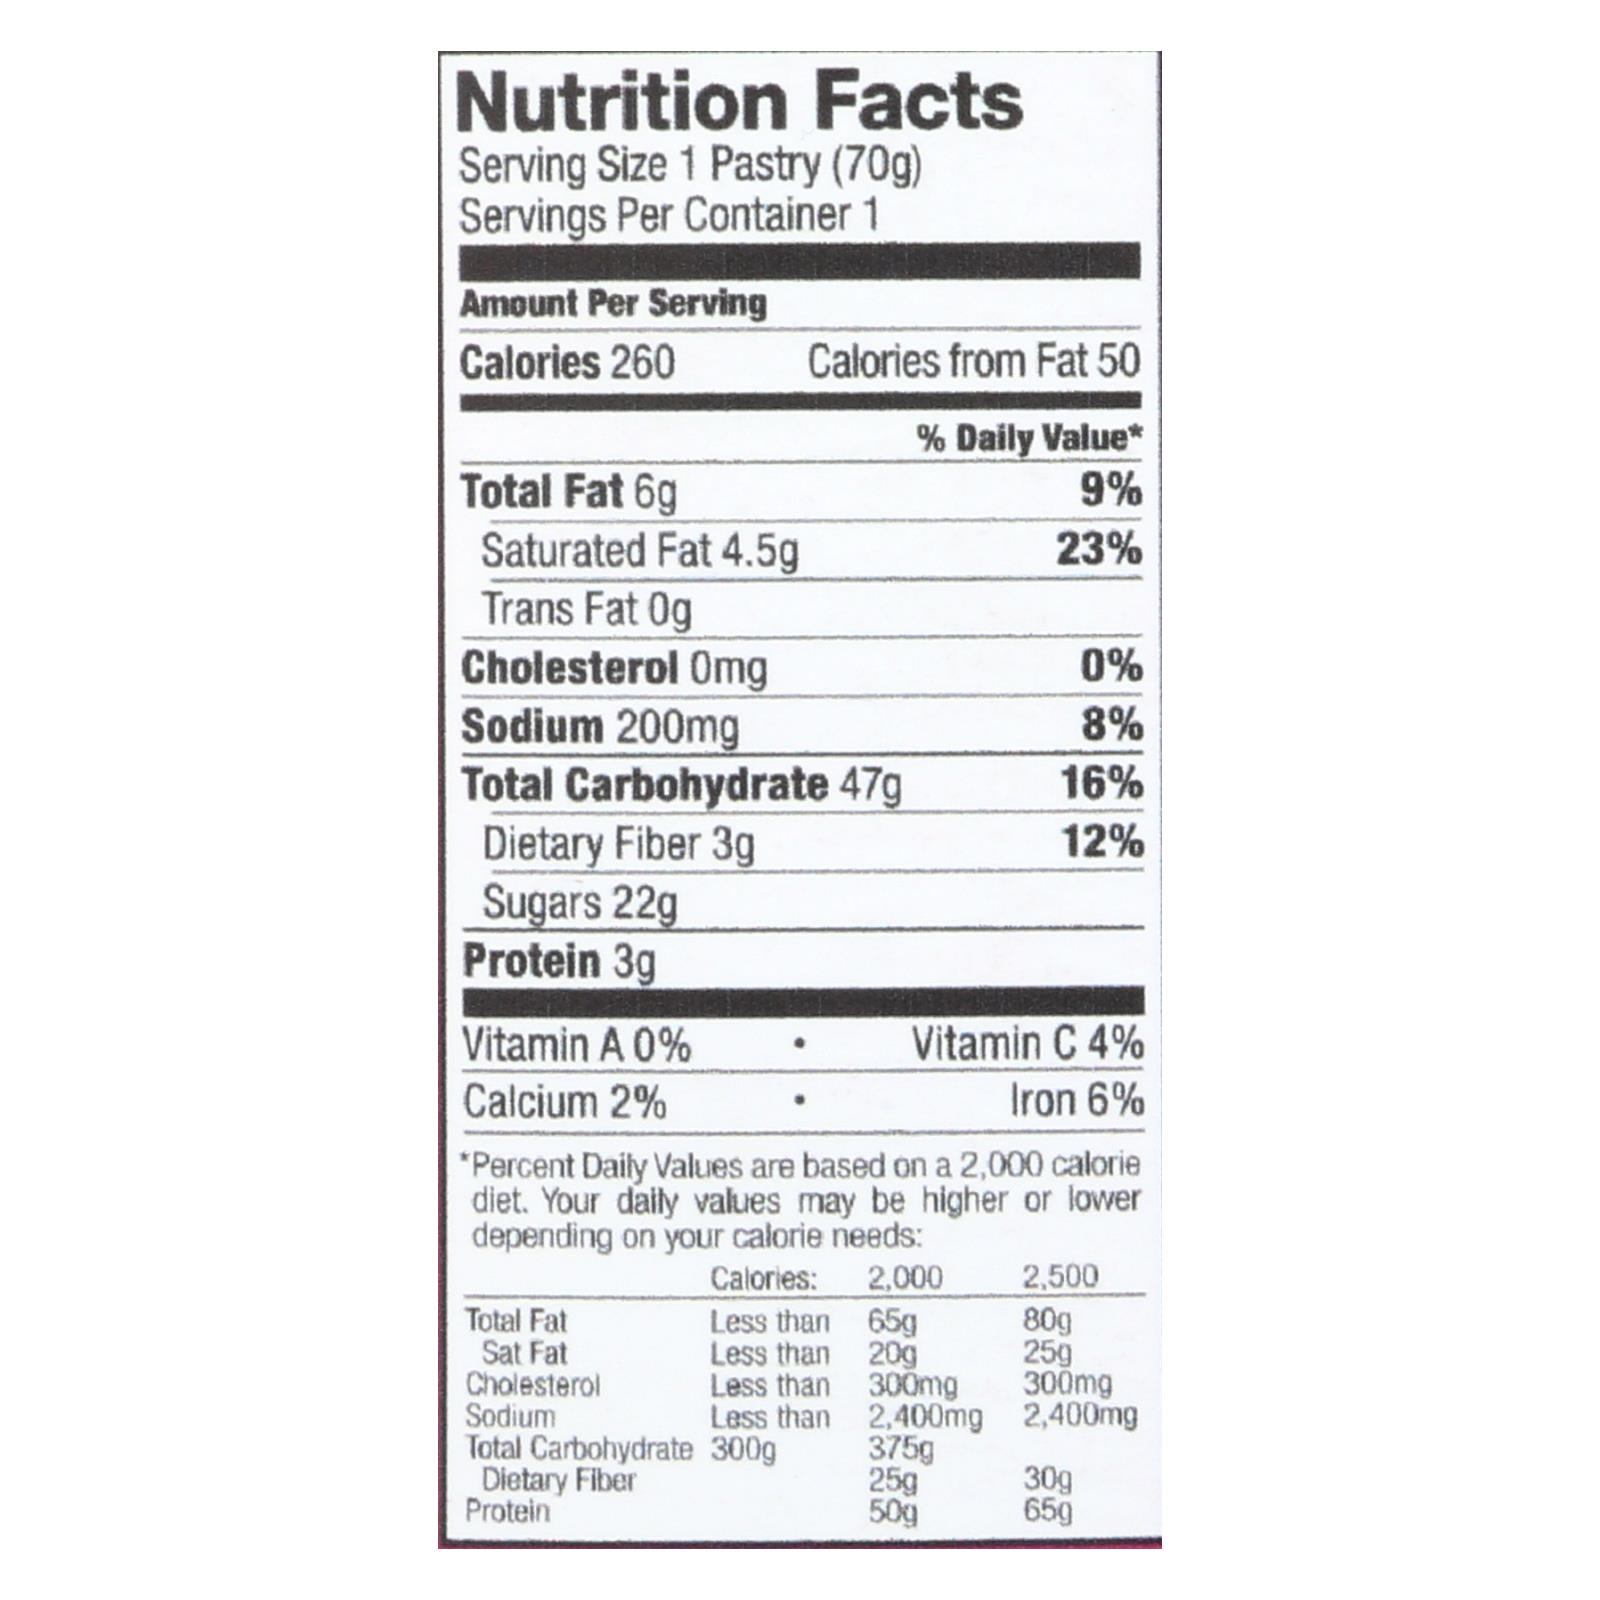 Nutrition Facts
Serving Size 1 Pastry (70g)
Servings Per Container 1
Amount Per Serving
Calories 260 Calories from Fat 50
% Daily Value*
Total Fat 6g 9%
Saturated Fat 4.5g 23%
Trans Fat 0g
Cholesterol 0mg 0%
Sodium 200mg 8%
Total Carbohydrate 47g 16%
Dietary Fiber 3g 12%
Sugars 22g
Protein 3g
Vitamin A 0% • Vitamin C 4%
Calcium 2% • Iron 6%
*Percent Daily Values are based on a 2,000 calorie
diet. Your daily values may be higher or lower
depending on your calorie needs:
Calories: 2,000 2,500
Total Fat Less than 65g 80g
Sat Fat Less than 20g 25g
Cholesterol Less than 300mg 300mg
Sodium Less than 2,400mg 2,400mg
Total Carbohydrate 300g 375g
Dietary Fiber 25g 30g
Protein 50g 65g